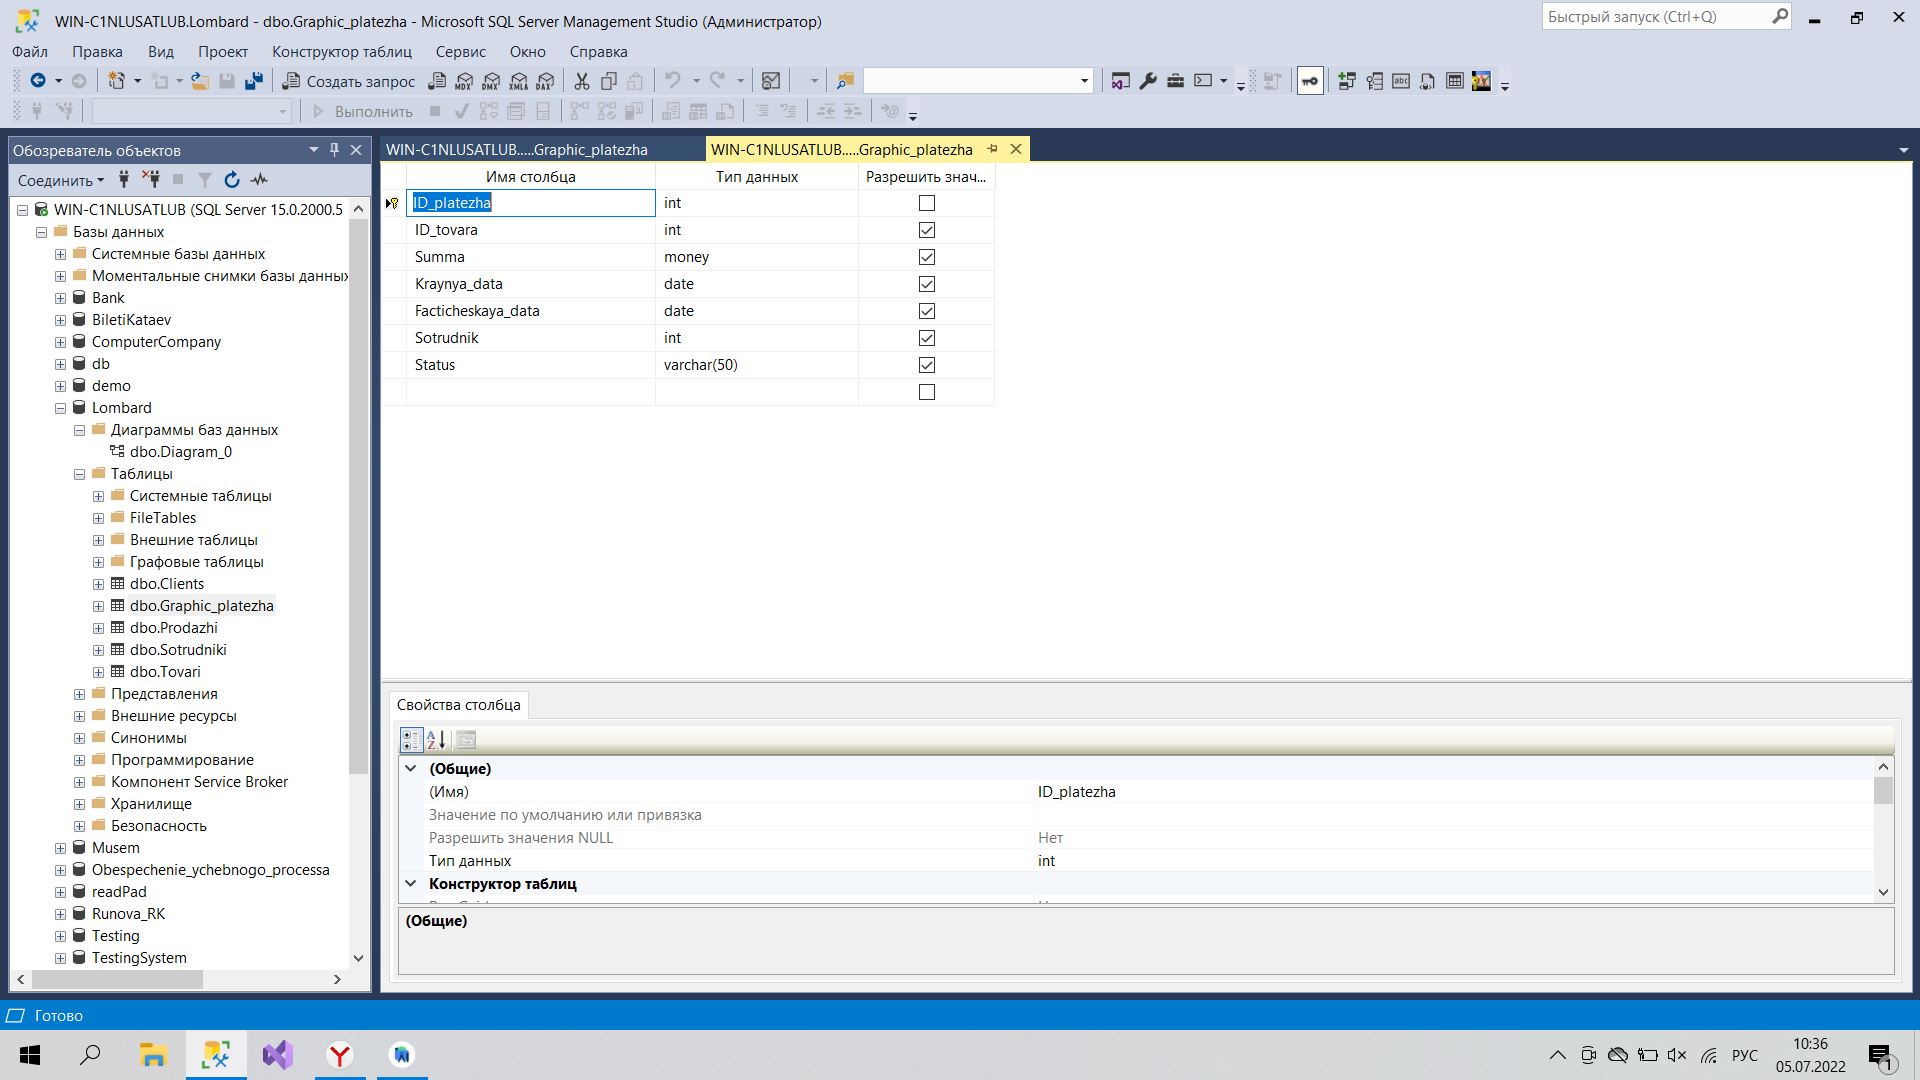 WIN-C1NLUSATLUB.Lombard - dbo.Graphic_platezha - Microsoft SQL Server Management Studio (Администратор)
Быстрый запуск (Ctrl+Q)
Файл Правка Вид Проект Конструктор таблиц Сервис Окно Справка
Создать запрос MDX DMX XMLA DAX
Выполнить
Обозреватель объектов
Соединить
WIN-C1NLUSATLUB (SQL Server 15.0.2000.5
Базы данных
Системные базы данных
Моментальные снимки базы данных
Bank
BiletiKataev
ComputerCompany
db
demo
Lombard
Диаграммы баз данных
dbo.Diagram_0
Таблицы
Системные таблицы
FileTables
Внешние таблицы
Графовые таблицы
dbo.Clients
dbo.Graphic_platezha
dbo.Prodazhi
dbo.Sotrudniki
dbo.Tovari
Представления
Внешние ресурсы
Синонимы
Программирование
Компонент Service Broker
Хранилище
Безопасность
Musem
Obespechenie_ychebnogo_processa
readPad
Runova_RK
Testing
TestingSystem
WIN-C1NLUSATLUB.....Graphic_platezha WIN-C1NLUSATLUB.....Graphic_platezha
Имя столбца Тип данных Разрешить знач...
ID_platezha int
ID_tovara int
Summa money
Kraynya_data date
Facticheskaya_data date
Sotrudnik int
Status varchar(50)
Свойства столбца
(Общие)
(Имя) ID_platezha
Значение по умолчанию или привязка
Разрешить значения NULL Нет
Тип данных int
Конструктор таблиц
(Общие)
Готово
РУС
10:36
05.07.2022
1